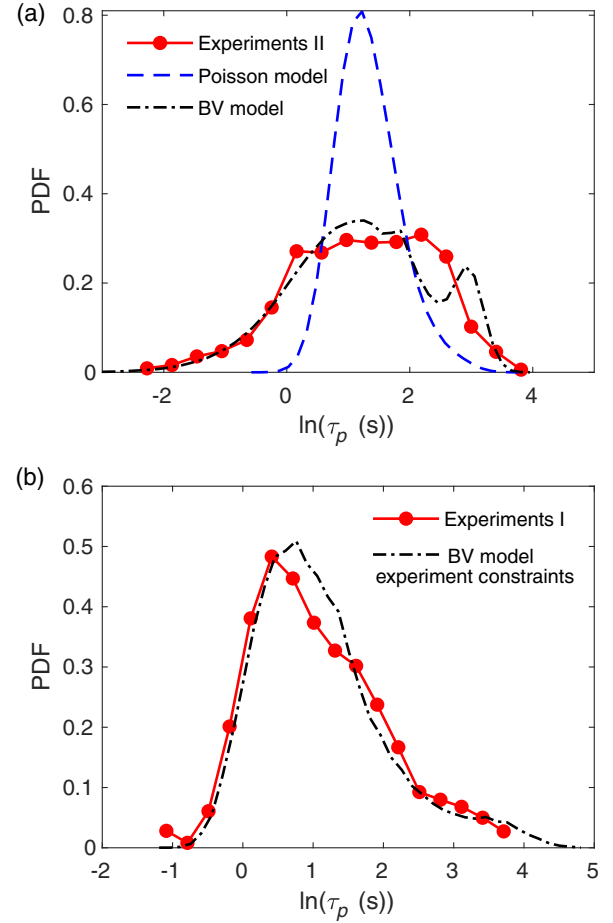 (a)
0.8
0.6
0.4
0.2
0
PDF
Experiments II
Poisson model
BV model
-2
0
2
4
ln(τp (s))
(b)
0.6
0.5
0.4
0.3
0.2
0.1
0
PDF
Experiments I
BV model
experiment constraints
-2
-1
0
1
2
3
4
5
ln(τp (s))